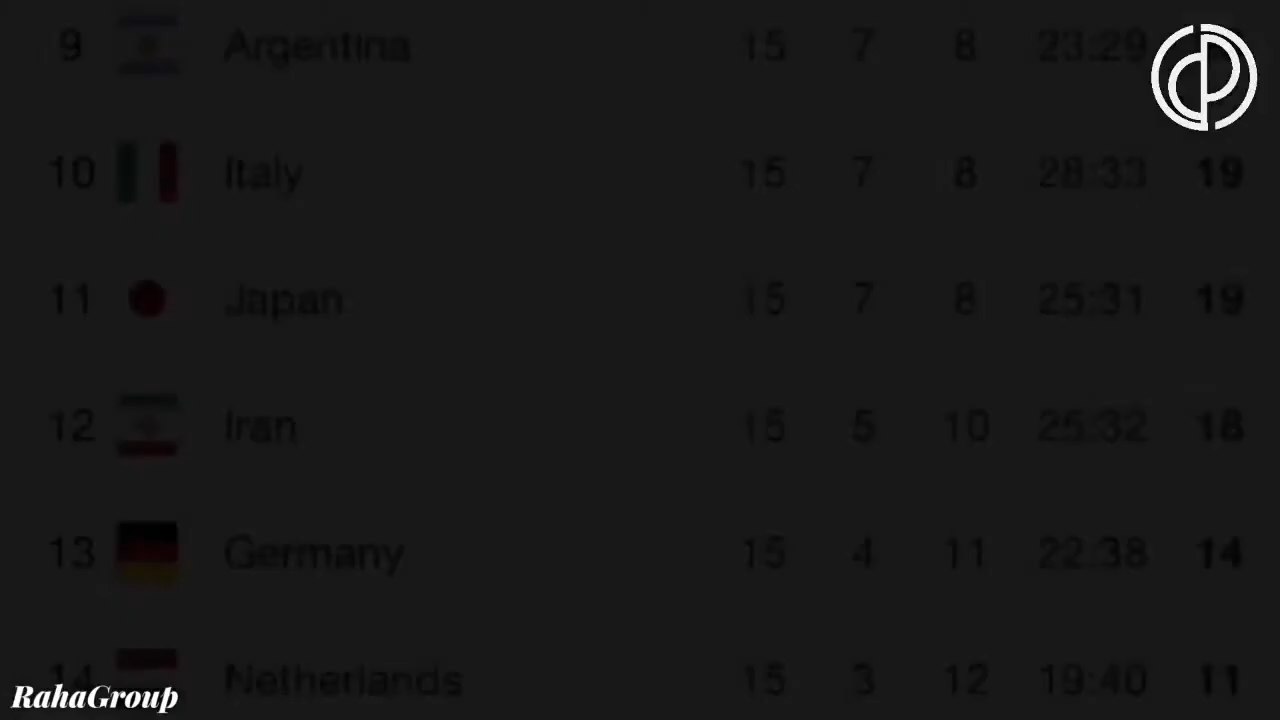 9 Argentina 15 7 8 23:29
10 Italy 15 7 8 28:33 19
11 Japan 15 7 8 25:31 19
12 Iran 15 5 10 25:32 18
13 Germany 15 4 11 22:38 14
14 Netherlands 15 3 12 19:40 11
RahaGroup